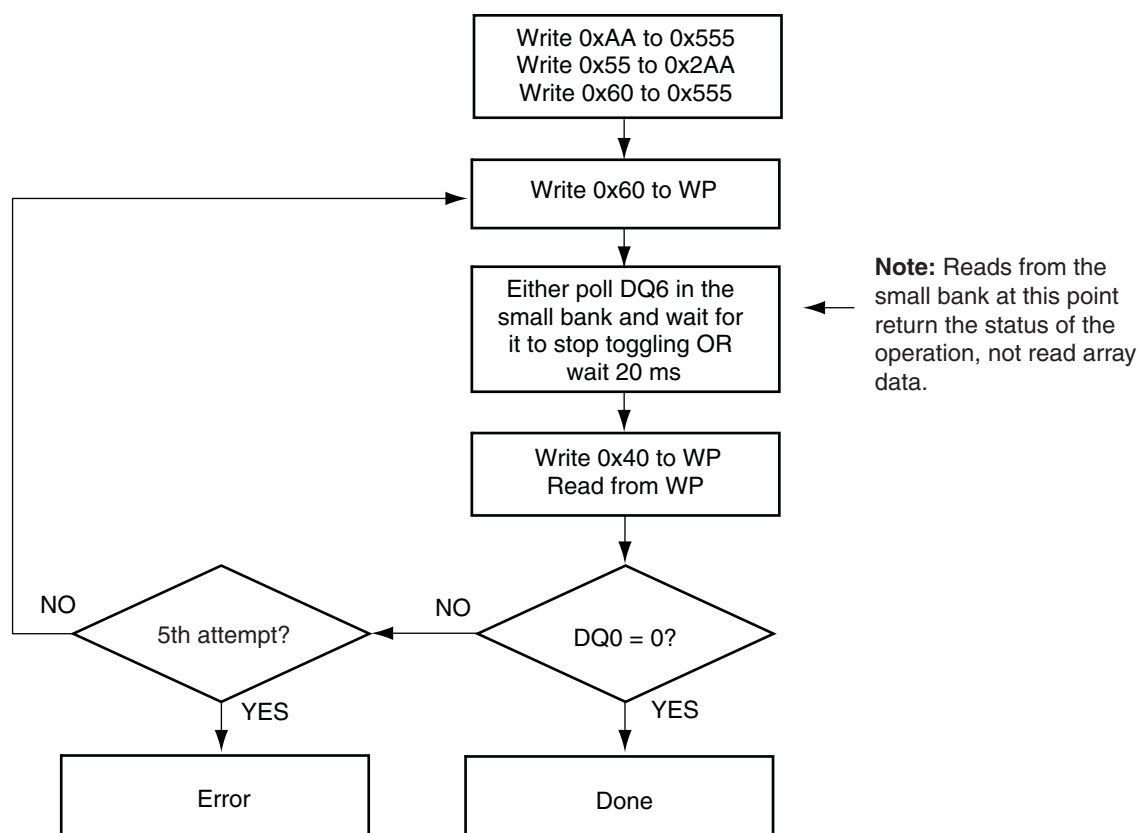 Write 0xAA to 0x555
Write 0x55 to 0x2AA
Write 0x60 to 0x555
Write 0x60 to WP
Either poll DQ6 in the
small bank and wait for
it to stop toggling OR
wait 20 ms
Note: Reads from the
small bank at this point
return the status of the
operation, not read array
data.
Write 0x40 to WP
Read from WP
DQ0 = 0?
NO
5th attempt?
NO
YES
YES
Error
Done